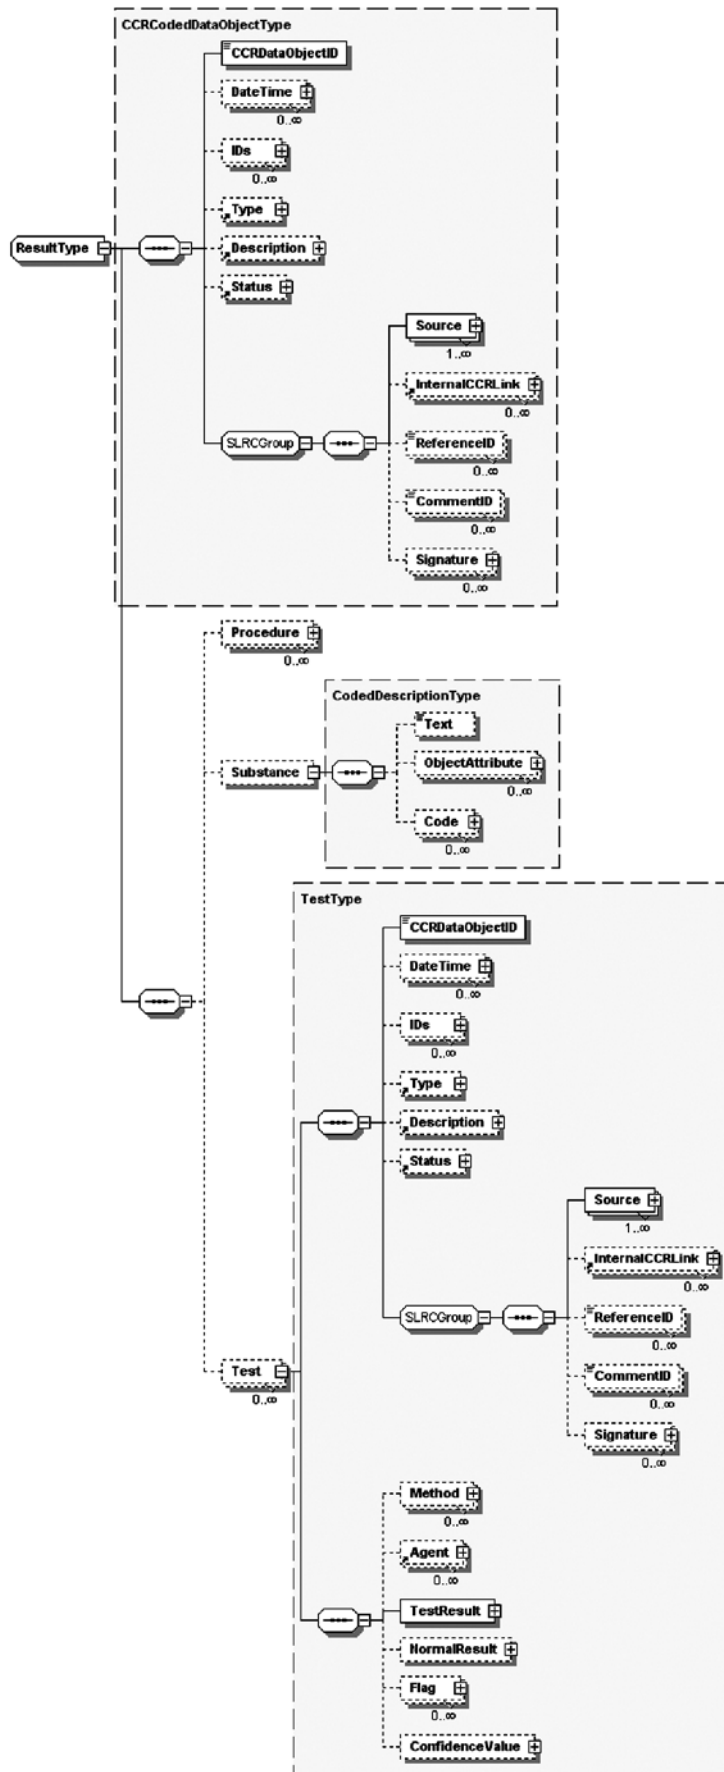 CCRCodedDataObjectType
CCRDataObjectID
DateTime
0..∞
IDs
0..∞
Type
ResultType
Description
Status
Source
1..∞
InternalCCRLink
0..∞
SLRCGroup
ReferenceID
0..∞
CommentID
0..∞
Signature
0..∞
Procedure
0..∞
CodedDescriptionType
Text
Substance
ObjectAttribute
0..∞
Code
0..∞
TestType
CCRDataObjectID
DateTime
0..∞
IDs
0..∞
Type
Description
Status
Source
1..∞
InternalCCRLink
0..∞
SLRCGroup
ReferenceID
0..∞
Test
0..∞
CommentID
0..∞
Signature
0..∞
Method
0..∞
Agent
0..∞
TestResult
NormalResult
Flag
0..∞
ConfidenceValue